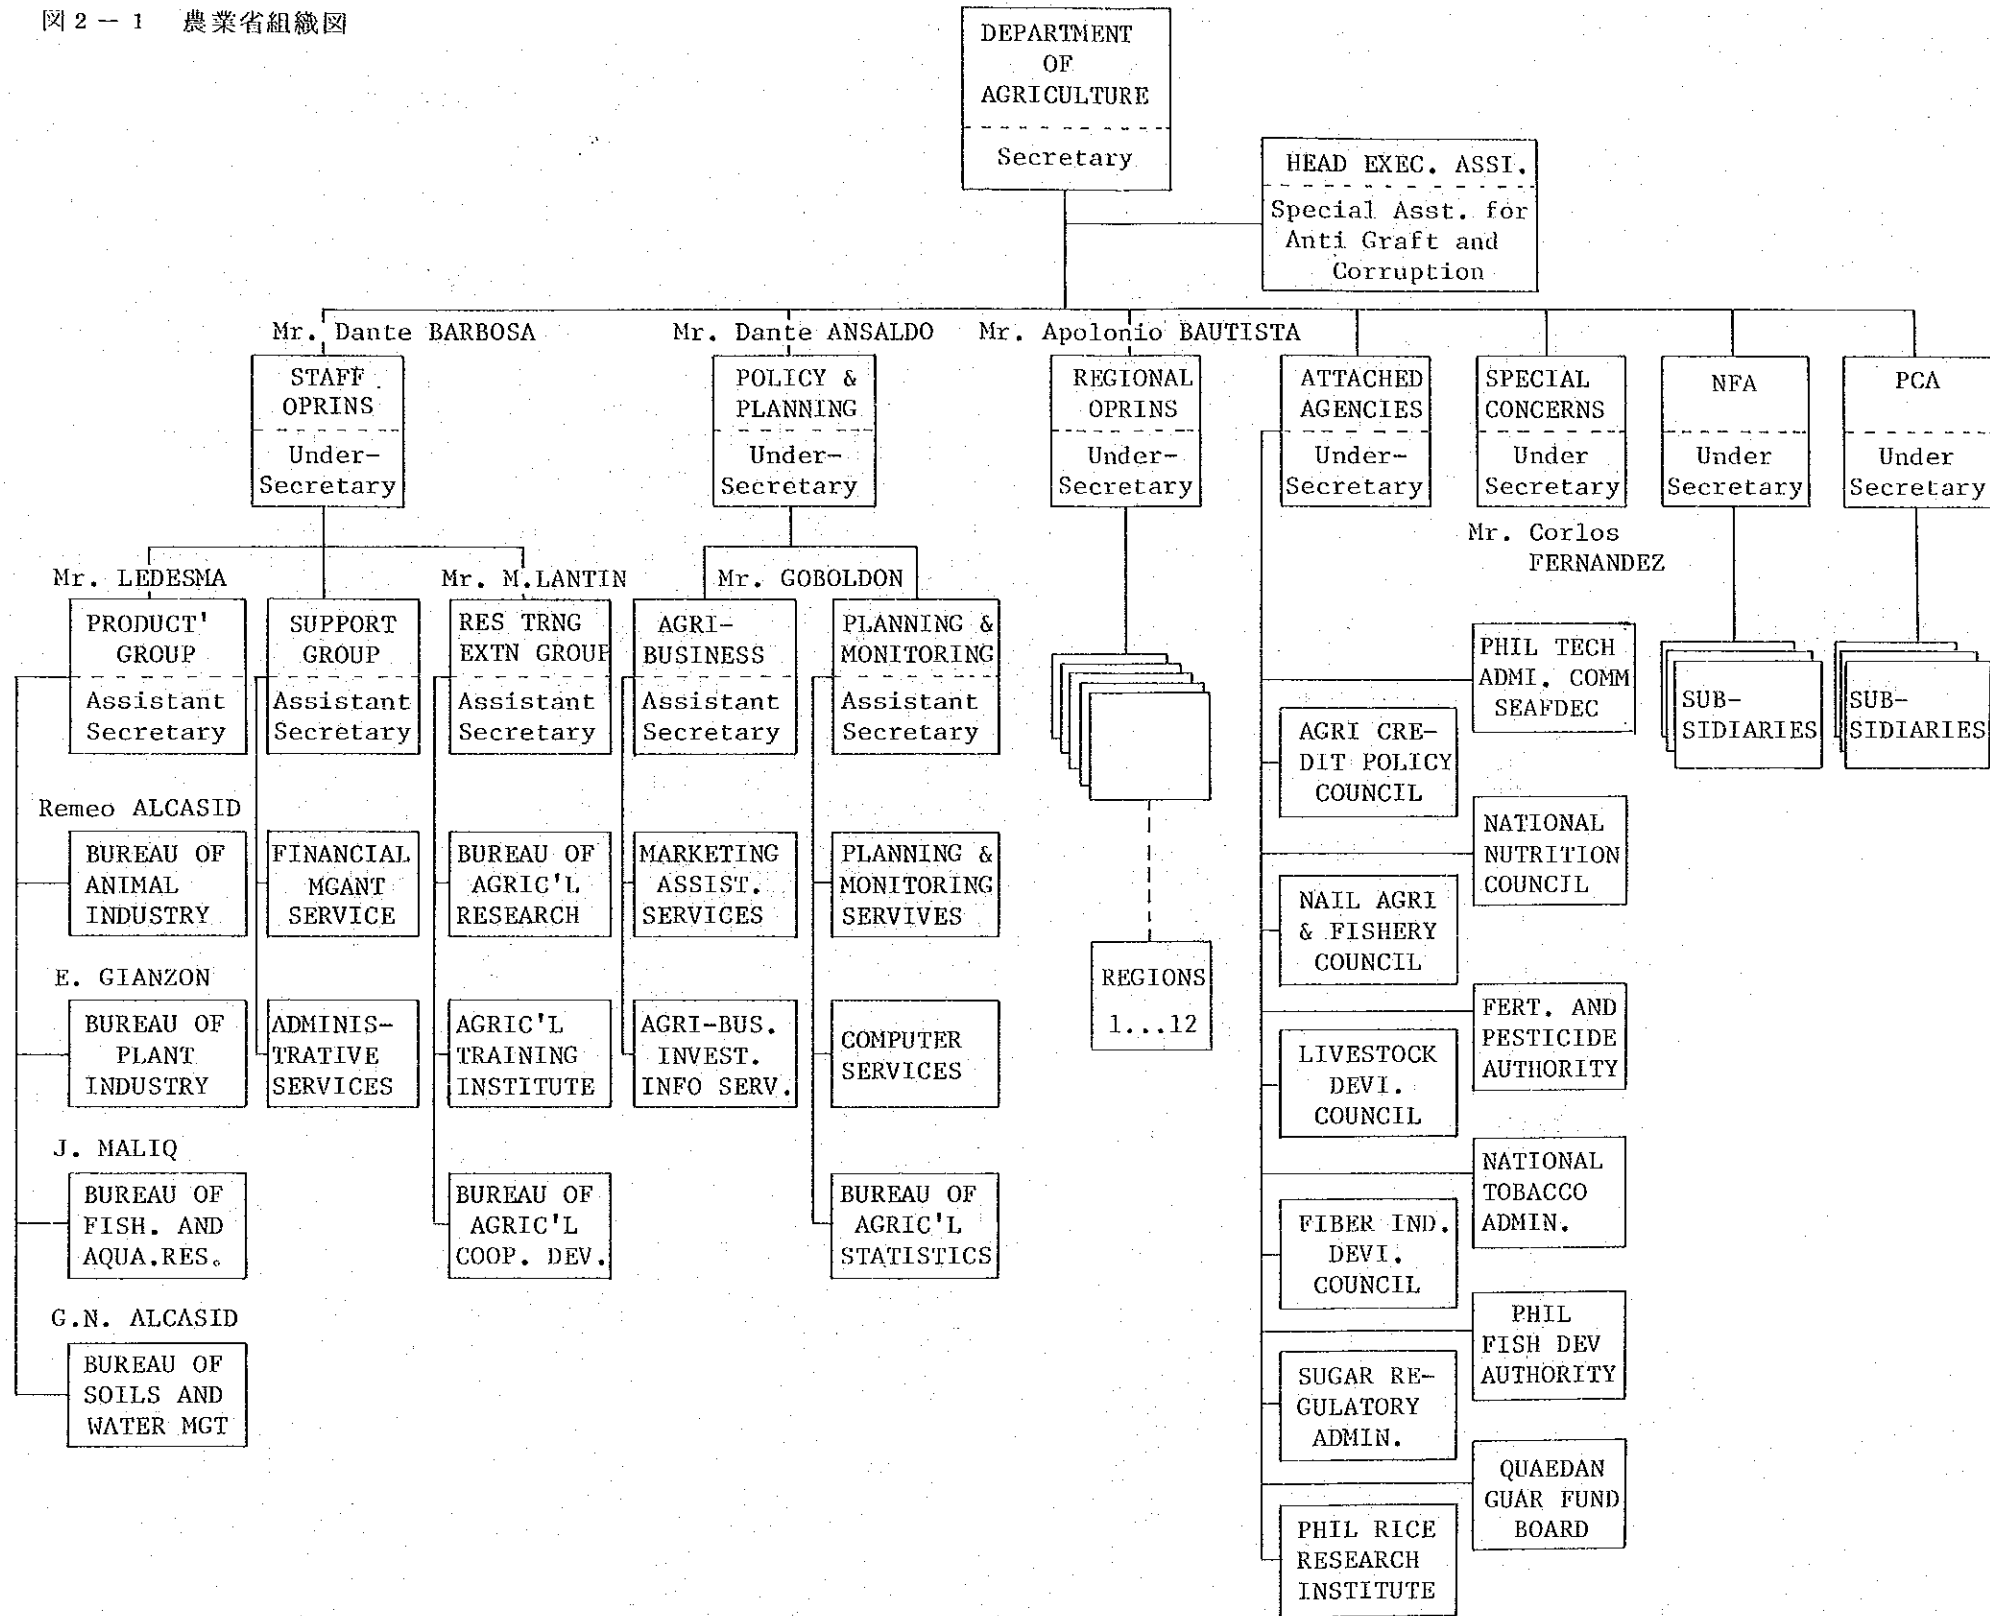 図2－1 農業省組織図
DEPARTMENT
OF
AGRICULTURE
Secretary
HEAD EXEC. ASSI.
Special Asst. for
Anti Graft and
Corruption
Mr. Dante BARBOSA
STAFF
OPRINS
Under-
Secretary
Mr. Dante ANSALDO
POLICY &
PLANNING
Under-
Secretary
Mr. Apolonio BAUTISTA
REGIONAL
OPRINS
Under-
Secretary
ATTACHED
AGENCIES
Under-
Secretary
SPECIAL
CONCERNS
Under
Secretary
Mr. Corlos
FERNANDEZ
NFA
Under
Secretary
PCA
Under
Secretary
Mr. LEDESMA
PRODUCT'
GROUP
Assistant
Secretary
SUPPORT
GROUP
Assistant
Secretary
Mr. M.LANTIN
RES TRNG
EXTN GROUP
Assistant
Secretary
Mr. GOBOLDON
AGRI-
BUSINESS
Assistant
Secretary
PLANNING &
MONITORING
Assistant
Secretary
Remeo ALCASID
BUREAU OF
ANIMAL
INDUSTRY
E. GIANZON
BUREAU OF
PLANT
INDUSTRY
J. MALIQ
BUREAU OF
FISH. AND
AQUA.RES。
G.N. ALCASID
BUREAU OF
SOILS AND
WATER MGT
FINANCIAL
MGANT
SERVICE
ADMINIS-
TRATIVE
SERVICES
BUREAU OF
AGRIC'L
RESEARCH
AGRIC'L
TRAINING
INSTITUTE
BUREAU OF
AGRIC'L
COOP. DEV.
MARKETING
ASSIST.
SERVICES
AGRI-BUS.
INVEST.
INFO SERV.
PLANNING &
MONITORING
SERVIVES
COMPUTER
SERVICES
BUREAU OF
AGRIC'L
STATISTICS
REGIONS
1...12
PHIL TECH
ADMI. COMM
SEAFDEC
AGRI CRE-
DIT POLICY
COUNCIL
NATIONAL
NUTRITION
COUNCIL
NAIL AGRI
& FISHERY
COUNCIL
FERT. AND
PESTICIDE
AUTHORITY
LIVESTOCK
DEVI.
COUNCIL
NATIONAL
TOBACCO
ADMIN.
FIBER IND.
DEVI.
COUNCIL
PHIL
FISH DEV
AUTHORITY
SUGAR RE-
GULATORY
ADMIN.
QUAEDAN
GUAR FUND
BOARD
PHIL RICE
RESEARCH
INSTITUTE
SUB-
SIDIARIES
SUB-
SIDIARIES